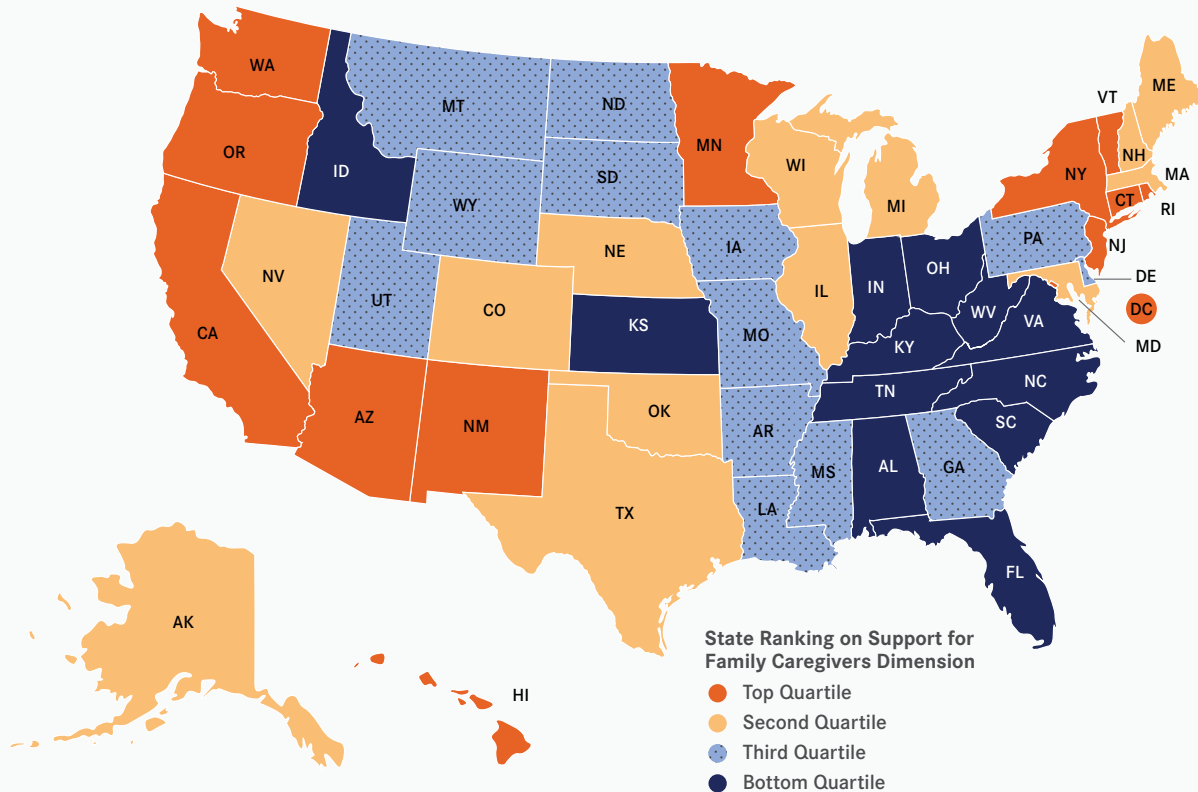 WA
MT
ND
MN
VT
ME
OR
ID
WY
SD
WI
MI
NY
NH
MA
CT
RI
NV
UT
CO
NE
IA
IL
IN
OH
PA
NJ
DE
DC
MD
CA
KS
MO
KY
WV
VA
AZ
NM
OK
AR
TN
NC
SC
TX
LA
MS
AL
GA
FL
AK
HI
State Ranking on Support for
Family Caregivers Dimension
Top Quartile
Second Quartile
Third Quartile
Bottom Quartile